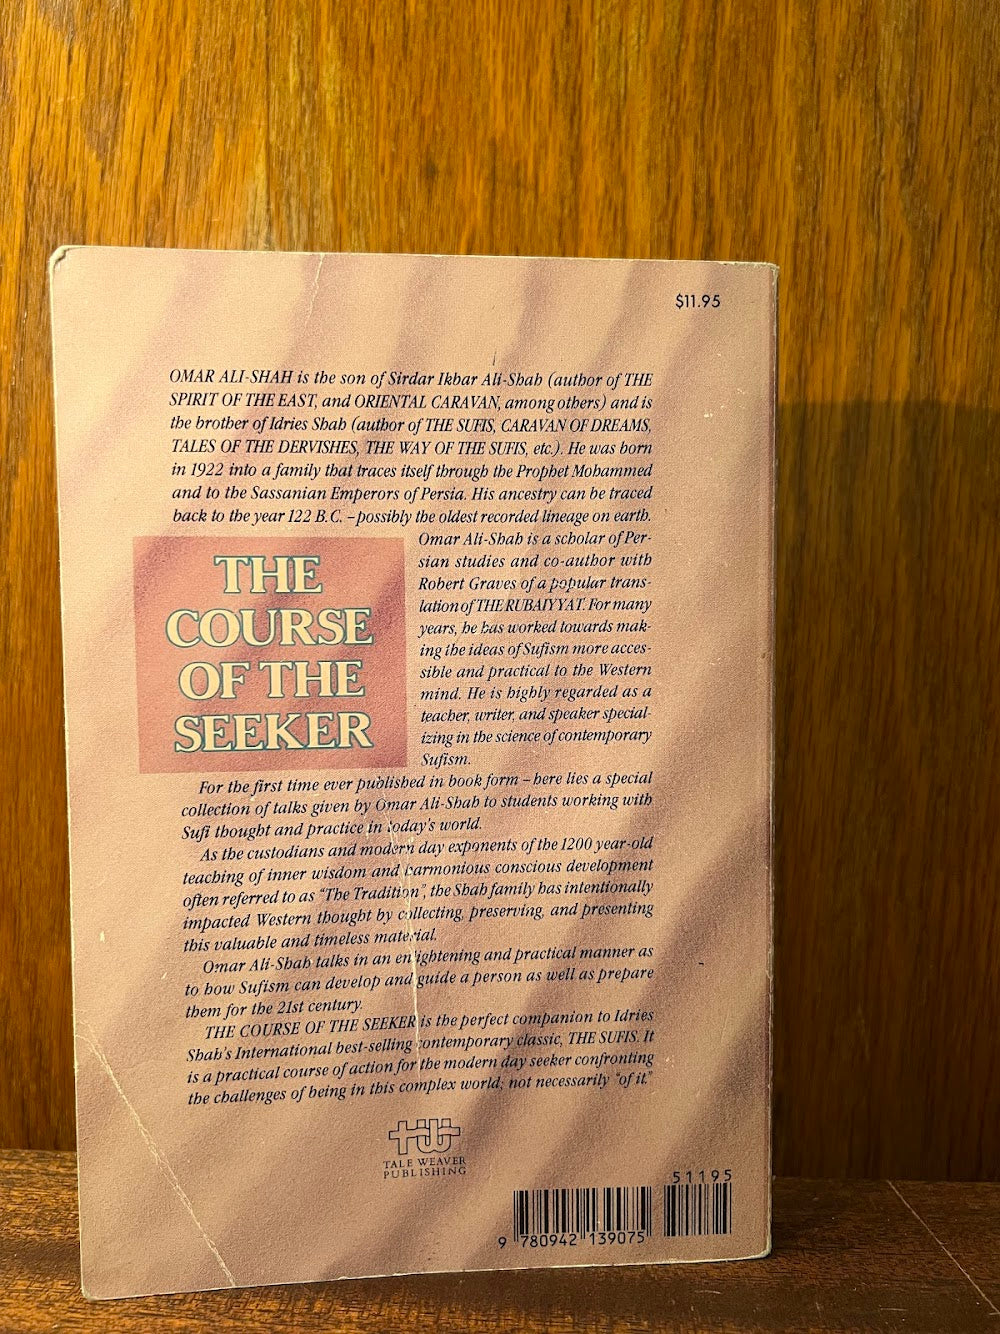 $11.95
OMAR ALI-SHAH is the son of Sirdar Ikbar Ali-Shah (author of THE
SPIRIT OF THE EAST, and ORIENTAL CARAVAN, among others) and is
the brother of Idries Shah (author of THE SUFIS, CARAVAN OF DREAMS,
TALES OF THE DERVISHES, THE WAY OF THE SUFIS, etc.). He was born
in 1922 into a family that traces itself through the Prophet Mohammed
and to the Sassanian Emperors of Persia. His ancestry can be traced
back to the year 122 B.C. – possibly the oldest recorded lineage on earth.
Omar Ali-Shah is a scholar of Per-
sian studies and co-author with
Robert Graves of a popular trans-
lation of THE RUBAIYYAT. For many
years, he has worked towards mak-
ing the ideas of Sufism more acces-
sible and practical to the Western
mind. He is highly regarded as a
teacher, writer, and speaker special-
izing in the science of contemporary
Sufism.
THE
COURSE
OF THE
SEEKER
For the first time ever published in book form – here lies a special
collection of talks given by Omar Ali-Shah to students working with
Sufi thought and practice in today's world.
As the custodians and modern day exponents of the 1200 year-old
teaching of inner wisdom and harmonious conscious development
often referred to as "The Tradition", the Shah family has intentionally
impacted Western thought by collecting, preserving, and presenting
this valuable and timeless material.
Omar Ali-Shah talks in an enlightening and practical manner as
to how Sufism can develop and guide a person as well as prepare
them for the 21st century.
THE COURSE OF THE SEEKER is the perfect companion to Idries
Shah's International best-selling contemporary classic, THE SUFIS. It
is a practical course of action for the modern day seeker confronting
the challenges of being in this complex world; not necessarily "of it."
TALE WEAVER
PUBLISHING
51195
9 780942 139075